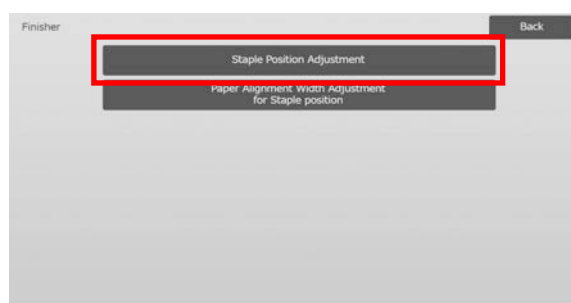 Finisher
Back
Staple Position Adjustment
Paper Alignment Width Adjustment
for Staple position